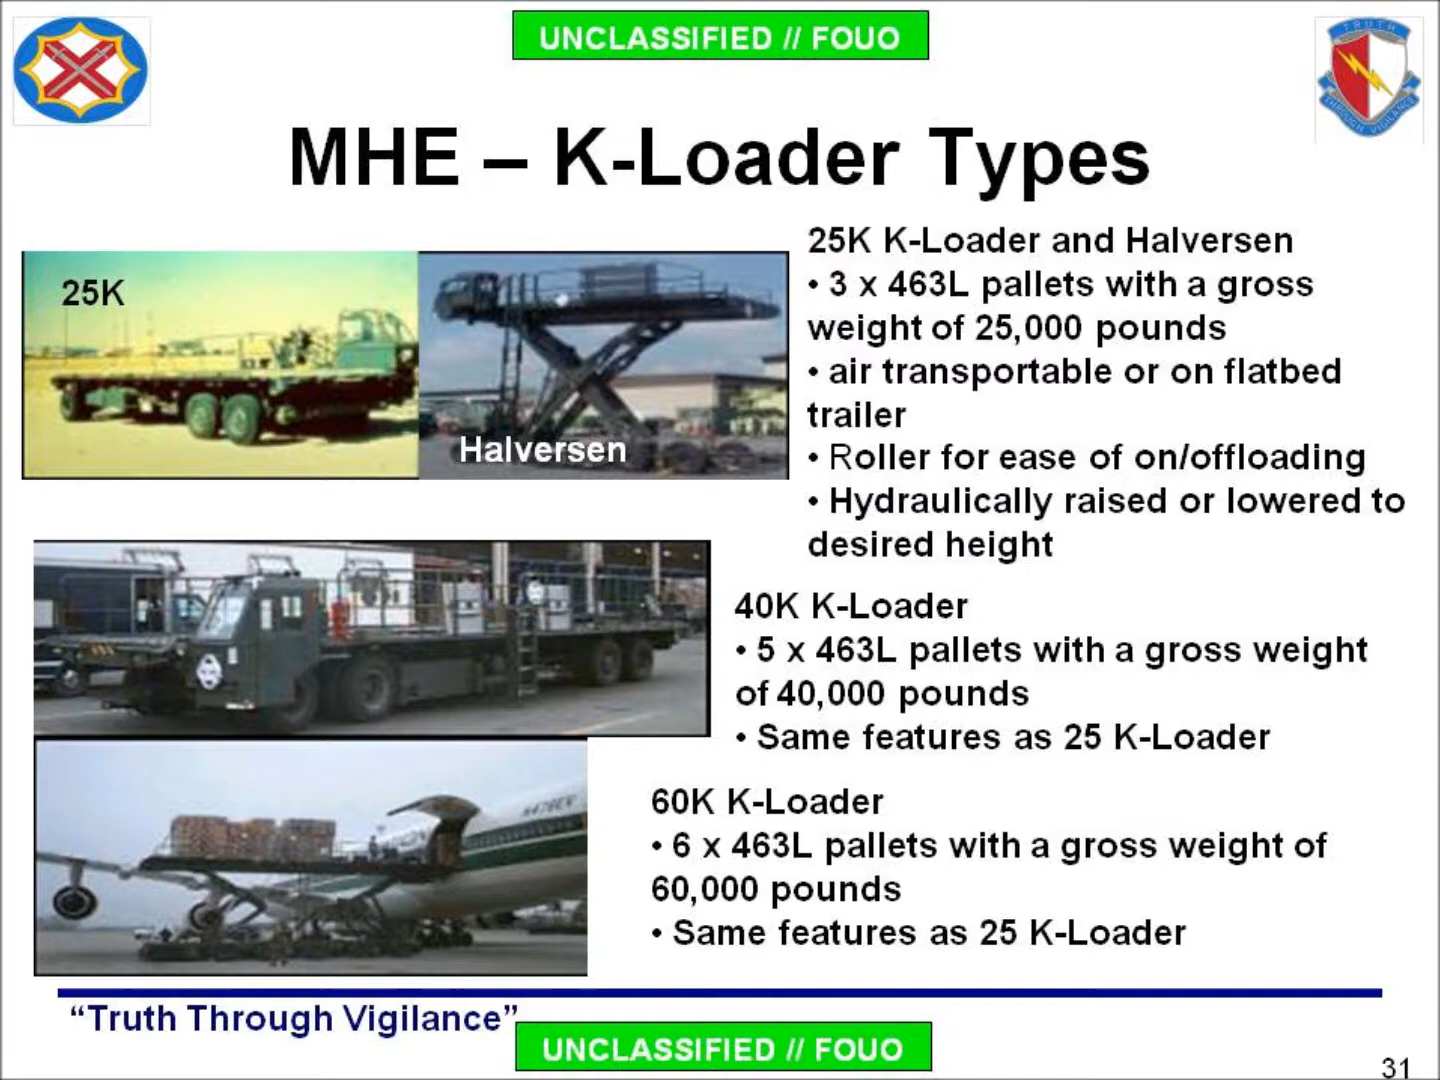 UNCLASSIFIED // FOUO
TRUTH
THROUGH VIGILANCE
MHE – K-Loader Types
25K
Halversen
25K K-Loader and Halversen
• 3 x 463L pallets with a gross
weight of 25,000 pounds
• air transportable or on flatbed
trailer
• Roller for ease of on/offloading
• Hydraulically raised or lowered to
desired height
40K K-Loader
• 5 x 463L pallets with a gross weight
of 40,000 pounds
• Same features as 25 K-Loader
60K K-Loader
• 6 x 463L pallets with a gross weight of
60,000 pounds
• Same features as 25 K-Loader
“Truth Through Vigilance”
UNCLASSIFIED // FOUO
31